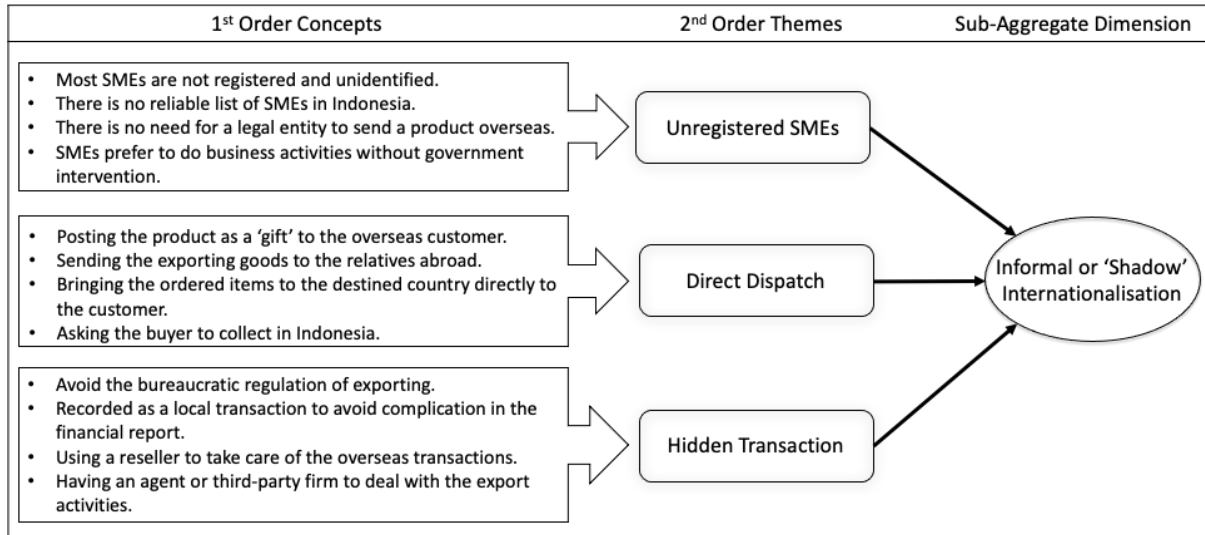 1st Order Concepts 2nd Order Themes Sub-Aggregate Dimension
• Most SMEs are not registered and unidentified.
• There is no reliable list of SMEs in Indonesia.
• There is no need for a legal entity to send a product overseas.
• SMEs prefer to do business activities without government
intervention.
Unregistered SMEs
• Posting the product as a ‘gift’ to the overseas customer.
• Sending the exporting goods to the relatives abroad.
• Bringing the ordered items to the destined country directly to
the customer.
• Asking the buyer to collect in Indonesia.
Direct Dispatch
• Avoid the bureaucratic regulation of exporting.
• Recorded as a local transaction to avoid complication in the
financial report.
• Using a reseller to take care of the overseas transactions.
• Having an agent or third-party firm to deal with the export
activities.
Hidden Transaction
Informal or ‘Shadow’
Internationalisation